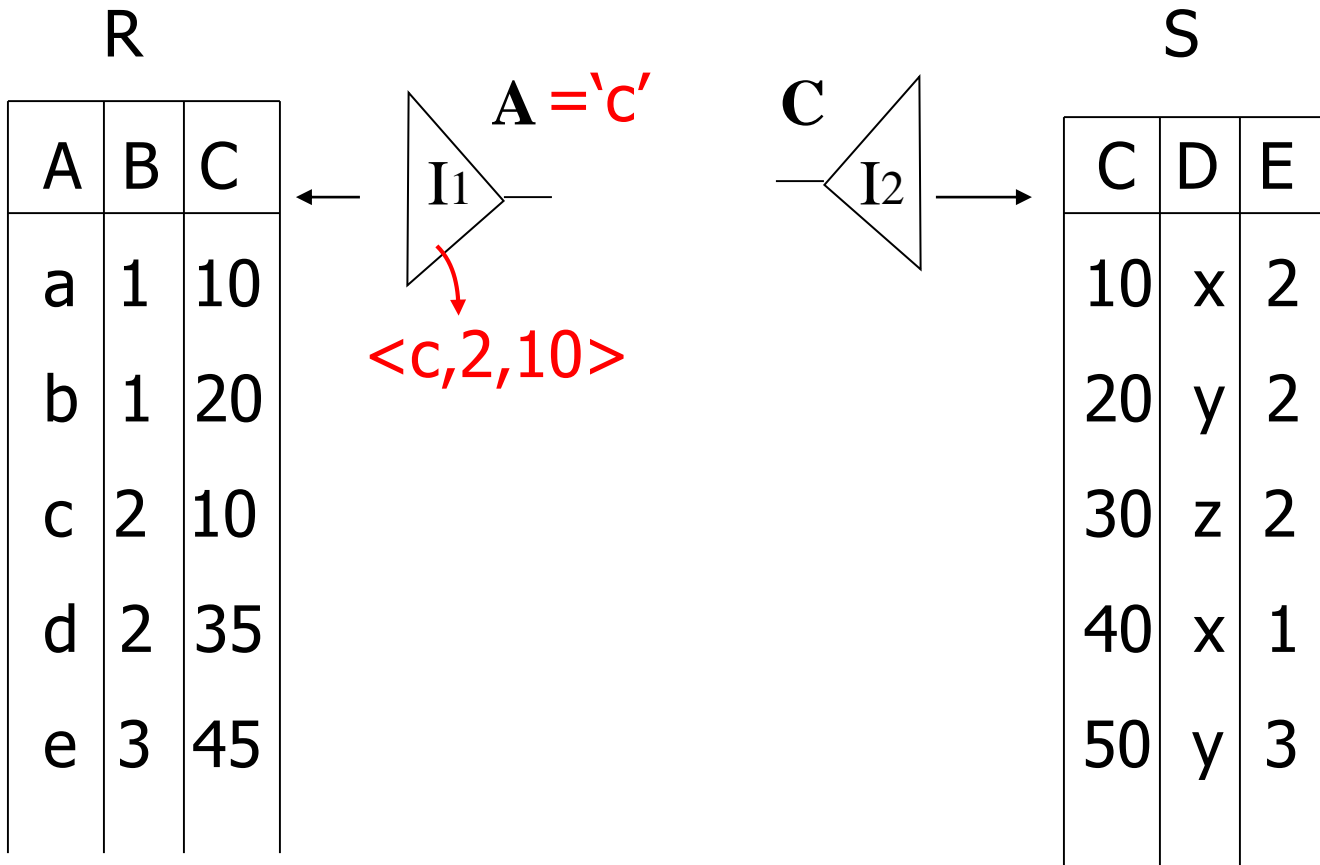 R
S
A =‘c’
C
I1
I2
<c,2,10>
A B C
a 1 10
b 1 20
c 2 10
d 2 35
e 3 45
C D E
10 x 2
20 y 2
30 z 2
40 x 1
50 y 3